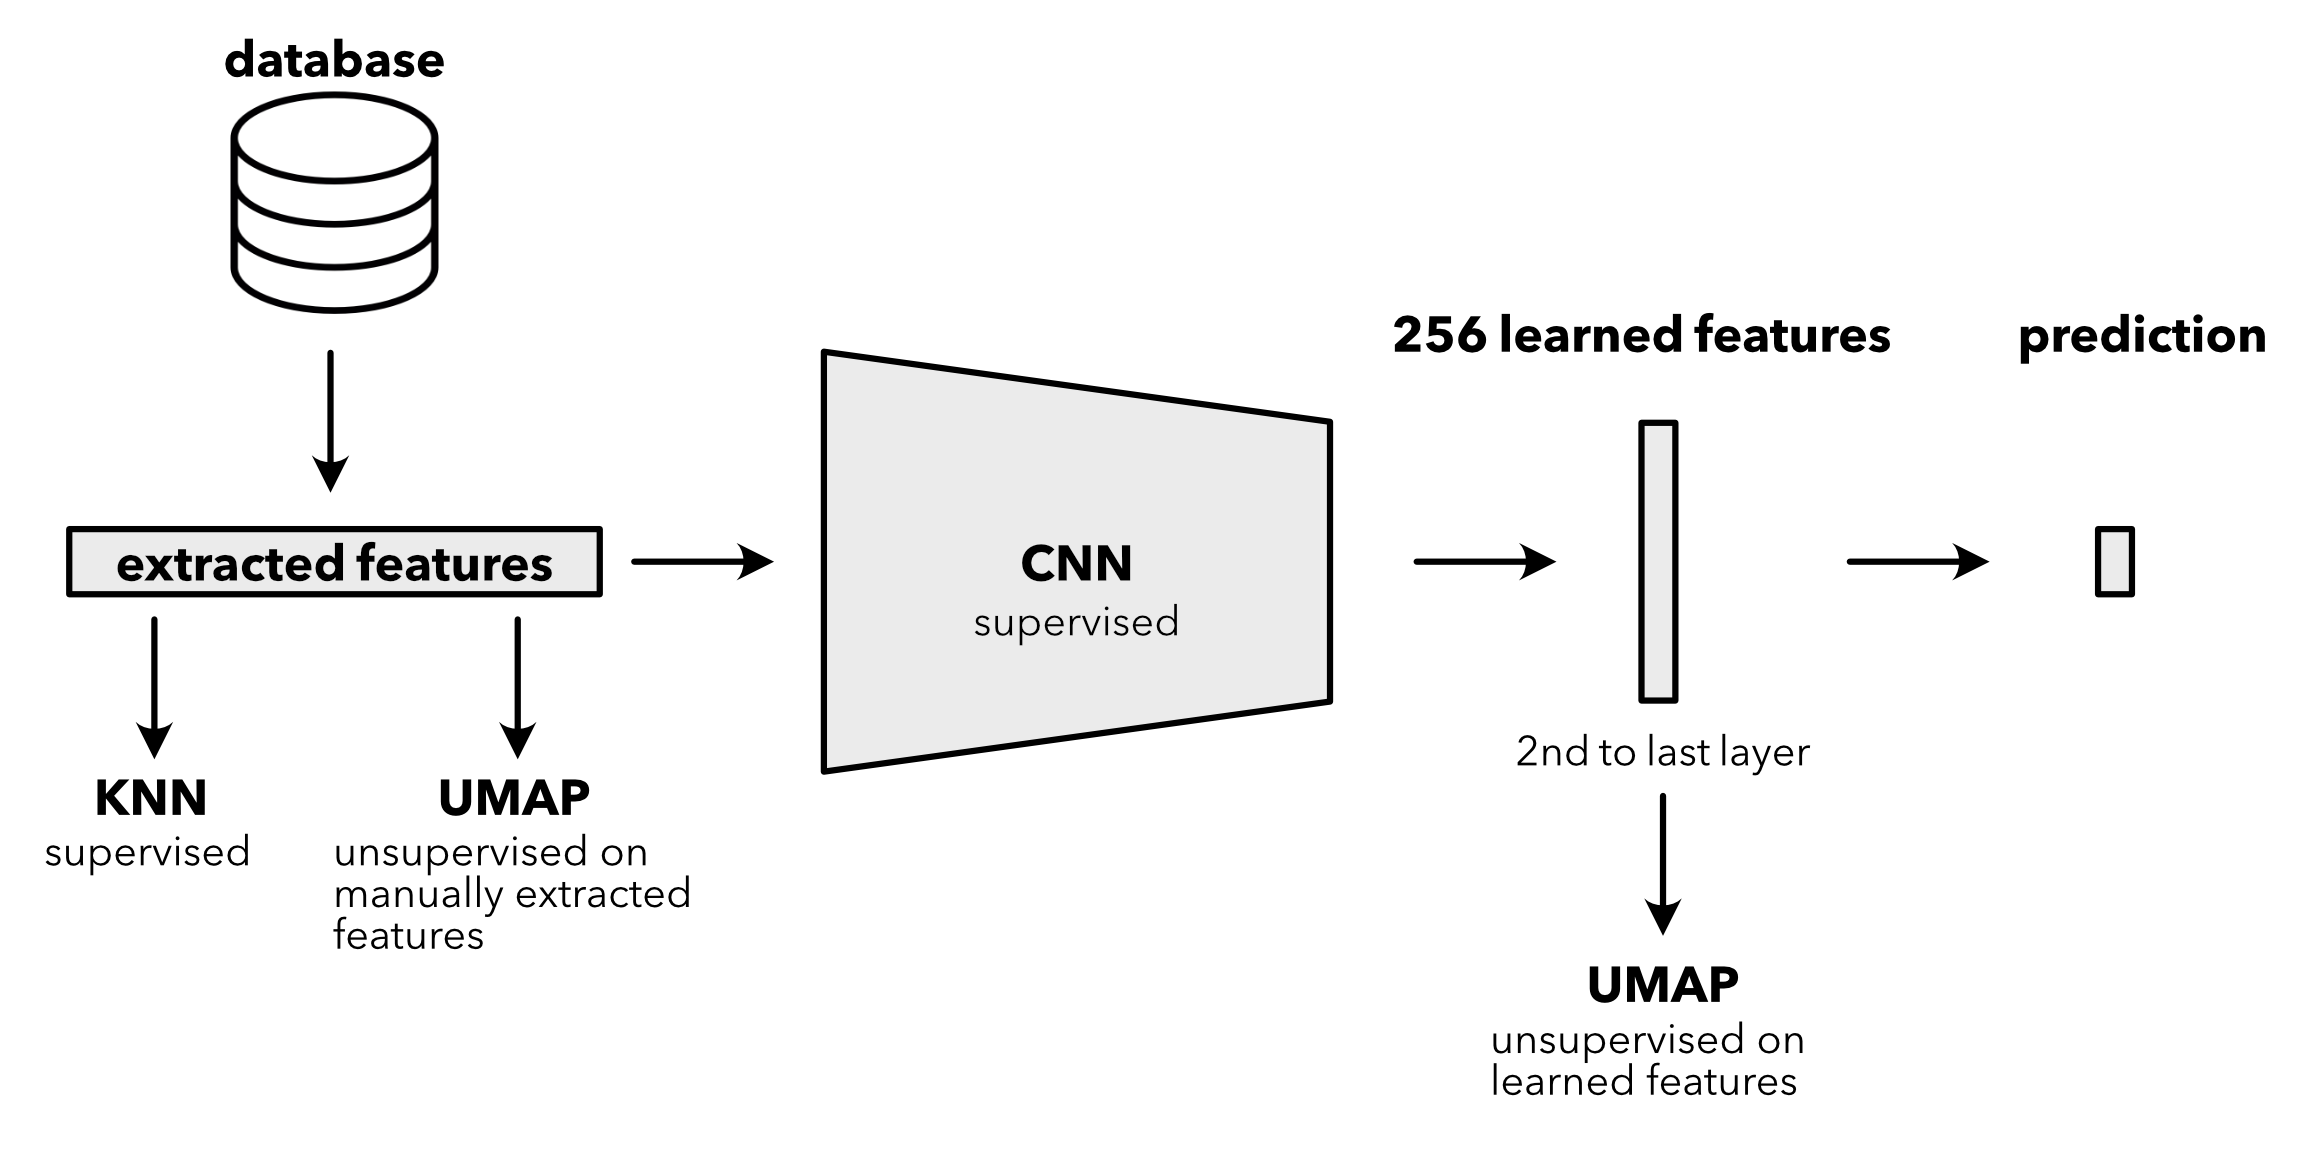 database
extracted features
KNN
supervised
UMAP
unsupervised on
manually extracted
features
CNN
supervised
256 learned features
2nd to last layer
UMAP
unsupervised on
learned features
prediction